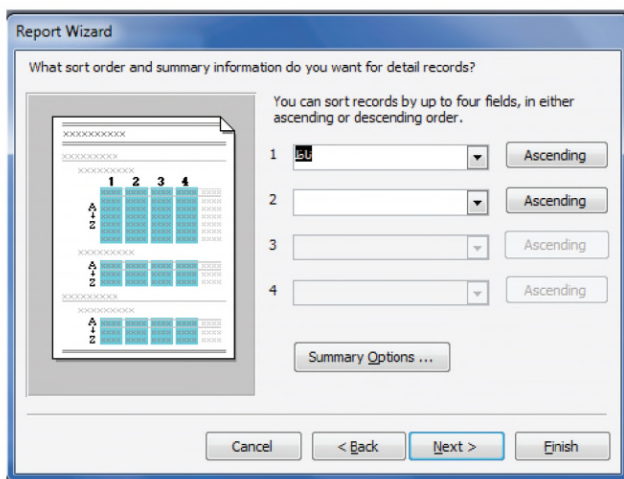 Report Wizard
What sort order and summary information do you want for detail records?
You can sort records by up to four fields, in either
ascending or descending order.
1 Ascending
2 Ascending
3 Ascending
4 Ascending
Summary Options ...
Cancel < Back Next > Finish
1 2 3 4
A
Z
A
Z
A
Z